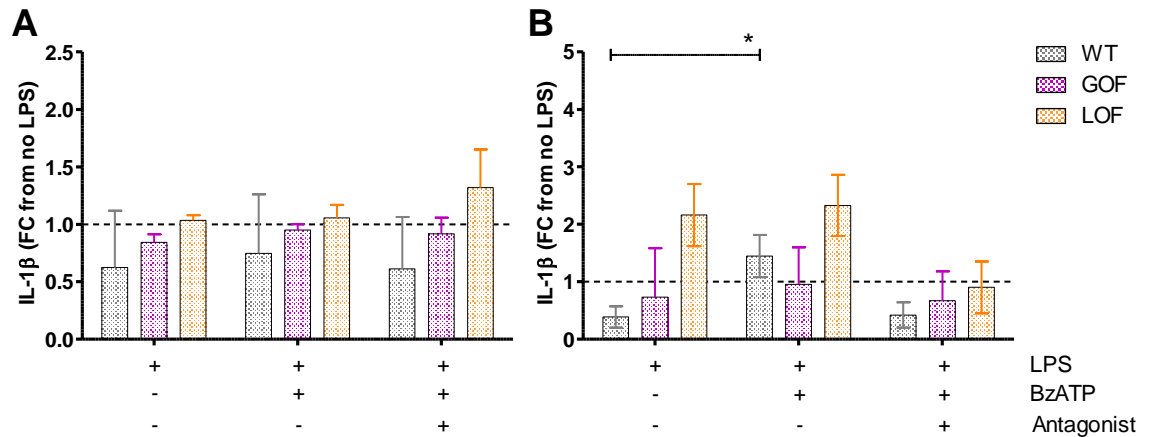 A
IL-1β (FC from no LPS)
2.5
2.0
1.5
1.0
0.5
0.0
B
IL-1β (FC from no LPS)
5
4
3
2
1
0
*
WT
GOF
LOF
+ + + + + + LPS
- + + - + + BzATP
- - + - - + Antagonist